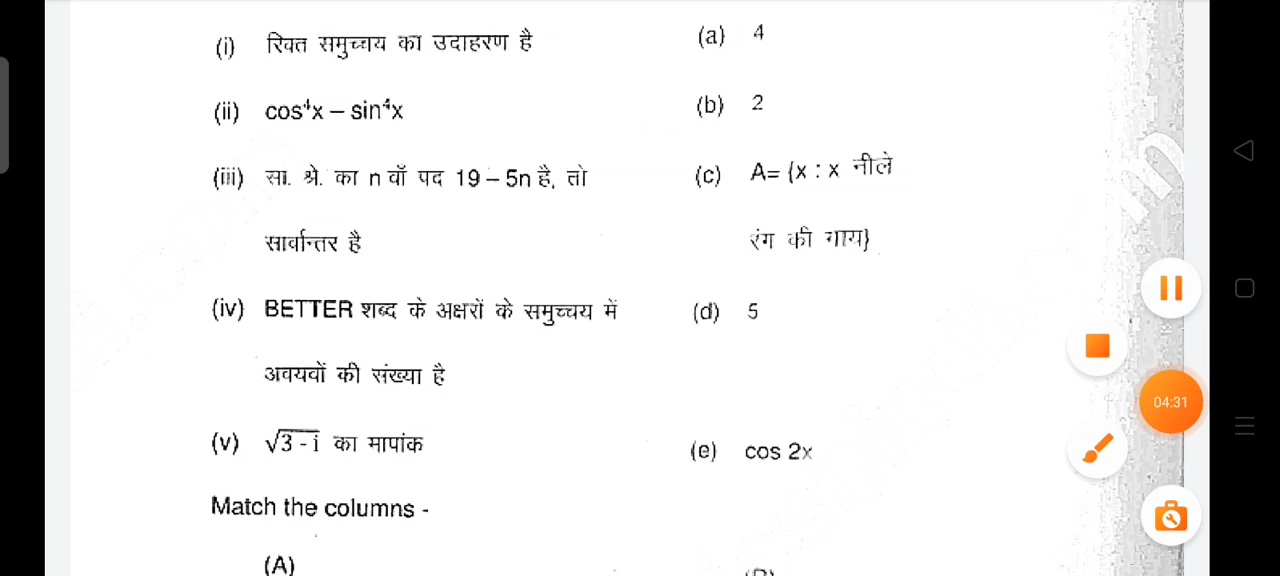 (i) रिक्त समुच्चय का उदाहरण है (a) 4
(ii) cos⁴x – sin⁴x (b) 2
(iii) सा. श्रे. का n वाँ पद 19 – 5n है, तो (c) A= {x : x नीले
सार्वान्तर है रंग की गाय}
(iv) BETTER शब्द के अक्षरों के समुच्चय में (d) 5
अवयवों की संख्या है
(v) √3 - i का मापांक (e) cos 2x
Match the columns -
(A)
04:31